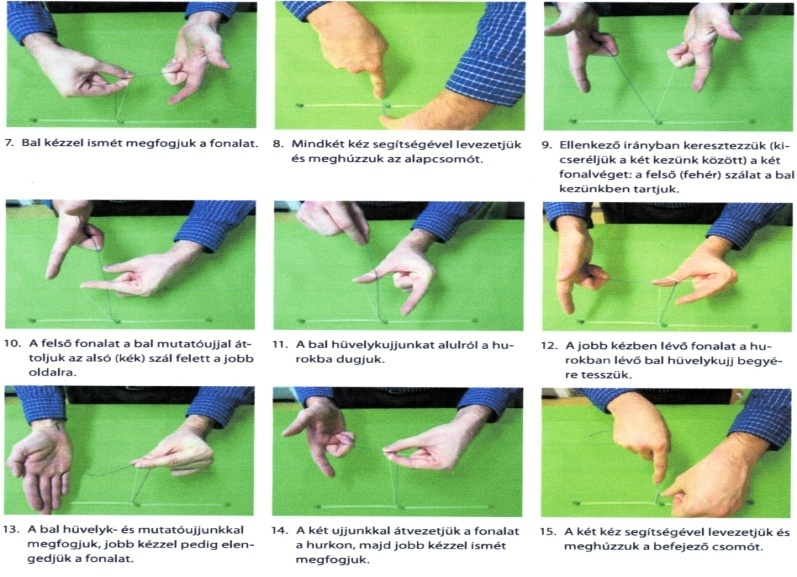 7. Bal kézzel ismét megfogjuk a fonalat.
8. Mindkét kéz segítségével levezetjük
és meghúzzuk az alapcsomót.
9. Ellenkező irányban keresztezzük (ki-
cseréljük a két kezünk között) a két
fonalvéget: a felső (fehér) szálat a bal
kezünkben tartjuk.
10. A felső fonalat a bal mutatóujjal át-
toljuk az alsó (kék) szál felett a jobb
oldalra.
11. A bal hüvelykujjunkat alulról a hu-
rokba dugjuk.
12. A jobb kézben lévő fonalat a hu-
rokban lévő bal hüvelykujj begyé-
re tesszük.
13. A bal hüvelyk- és mutatóujjunkkal
megfogjuk, jobb kézzel pedig elen-
gedjük a fonalat.
14. A két ujjunkkal átvezetjük a fonalat
a hurkon, majd jobb kézzel ismét
megfogjuk.
15. A két kéz segítségével levezetjük és
meghúzzuk a befejező csomót.